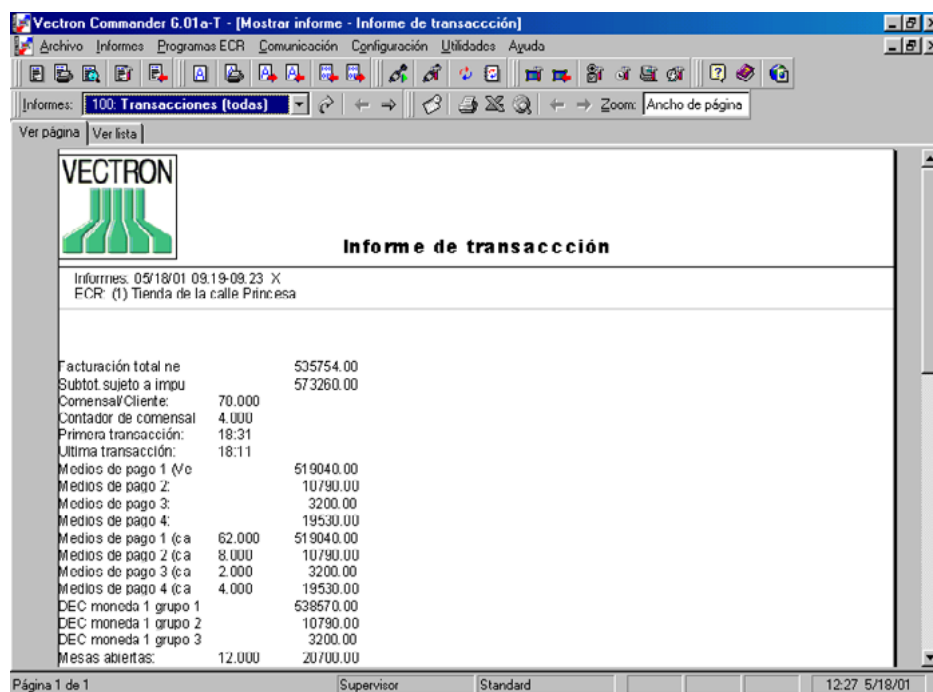 Vectron Commander 6.01a-T - [Mostrar informe - Informe de transaccción]
Archivo Informes Programas ECR Comunicación Configuración Utilidades Ayuda
Informes: 100: Transacciones (todas) Zoom: Ancho de página
Ver página Ver lista
VECTRON
Informe de transaccción
Informes: 05/18/01 09.19-09.23 X
ECR: (1) Tienda de la calle Princesa
Facturación total ne 535754.00
Subtot.sujeto a impu 573260.00
Comensal/Cliente: 70.000
Contador de comensal 4.000
Primera transacción: 18:31
Ultima transacción: 18:11
Medios de pago 1 (Ve 519040.00
Medios de pago 2: 10790.00
Medios de pago 3: 3200.00
Medios de pago 4: 19530.00
Medios de pago 1 (ca 62.000 519040.00
Medios de pago 2 (ca 8.000 10790.00
Medios de pago 3 (ca 2.000 3200.00
Medios de pago 4 (ca 4.000 19530.00
DEC moneda 1 grupo 1 538570.00
DEC moneda 1 grupo 2 10790.00
DEC moneda 1 grupo 3 3200.00
Mesas abiertas: 12.000 20700.00
Página 1 de 1 Supervisor Standard 12:27 5/18/01